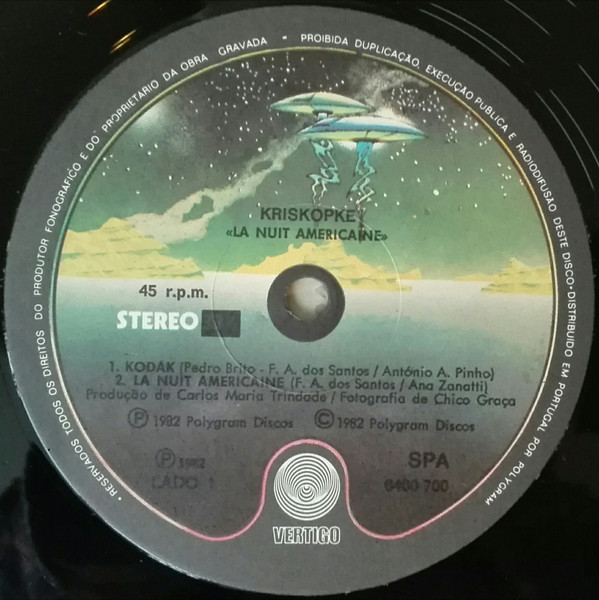 • RESERVADOS TODOS OS DIREITOS DO PRODUTOR FONOGRAFICO E DO PROPRIETARIO DA OBRA GRAVADA - PROIBIDA DUPLICAÇÃO, EXECUÇÃO PUBLICA E RADIODIFUSÃO DESTE DISCO • DISTRIBUIDO EM PORTUGAL POR POLYGRAM
KRISKOPKE
«LA NUIT AMERICAINE»
45 r.p.m.
STEREO
1. KODAK (Pedro Brito - F. A. dos Santos / António A. Pinho)
2. LA NUIT AMERICAINE (F. A. dos Santos / Ana Zanatti)
Produção de Carlos Maria Trindade / Fotografia de Chico Graça
Ⓟ 1982 Polygram Discos © 1982 Polygram Discos
Ⓟ 1982 SPA
LADO 1 6400 700
VERTIGO